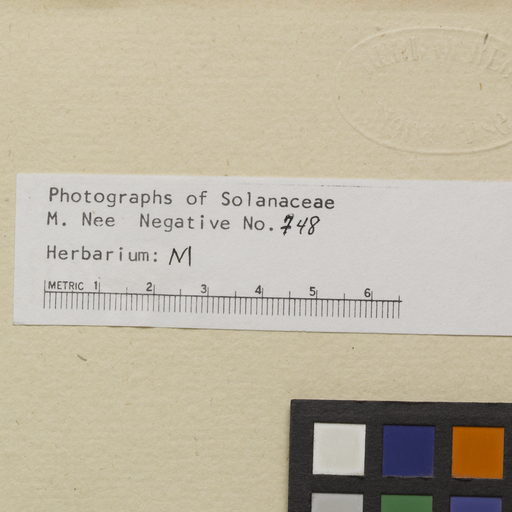 Photographs of Solanaceae
M. Nee Negative No. 748
Herbarium: M
METRIC 1 2 3 4 5 6